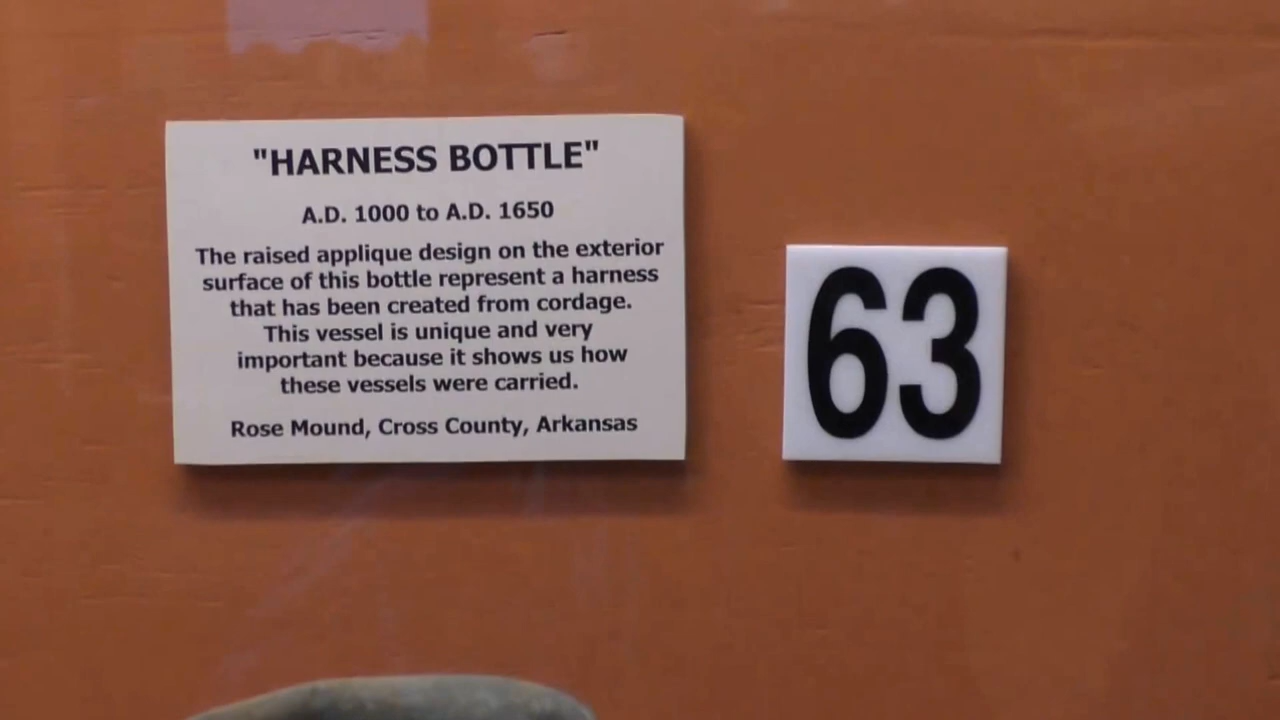 "HARNESS BOTTLE"
A.D. 1000 to A.D. 1650
The raised applique design on the exterior
surface of this bottle represent a harness
that has been created from cordage.
This vessel is unique and very
important because it shows us how
these vessels were carried.
Rose Mound, Cross County, Arkansas
63